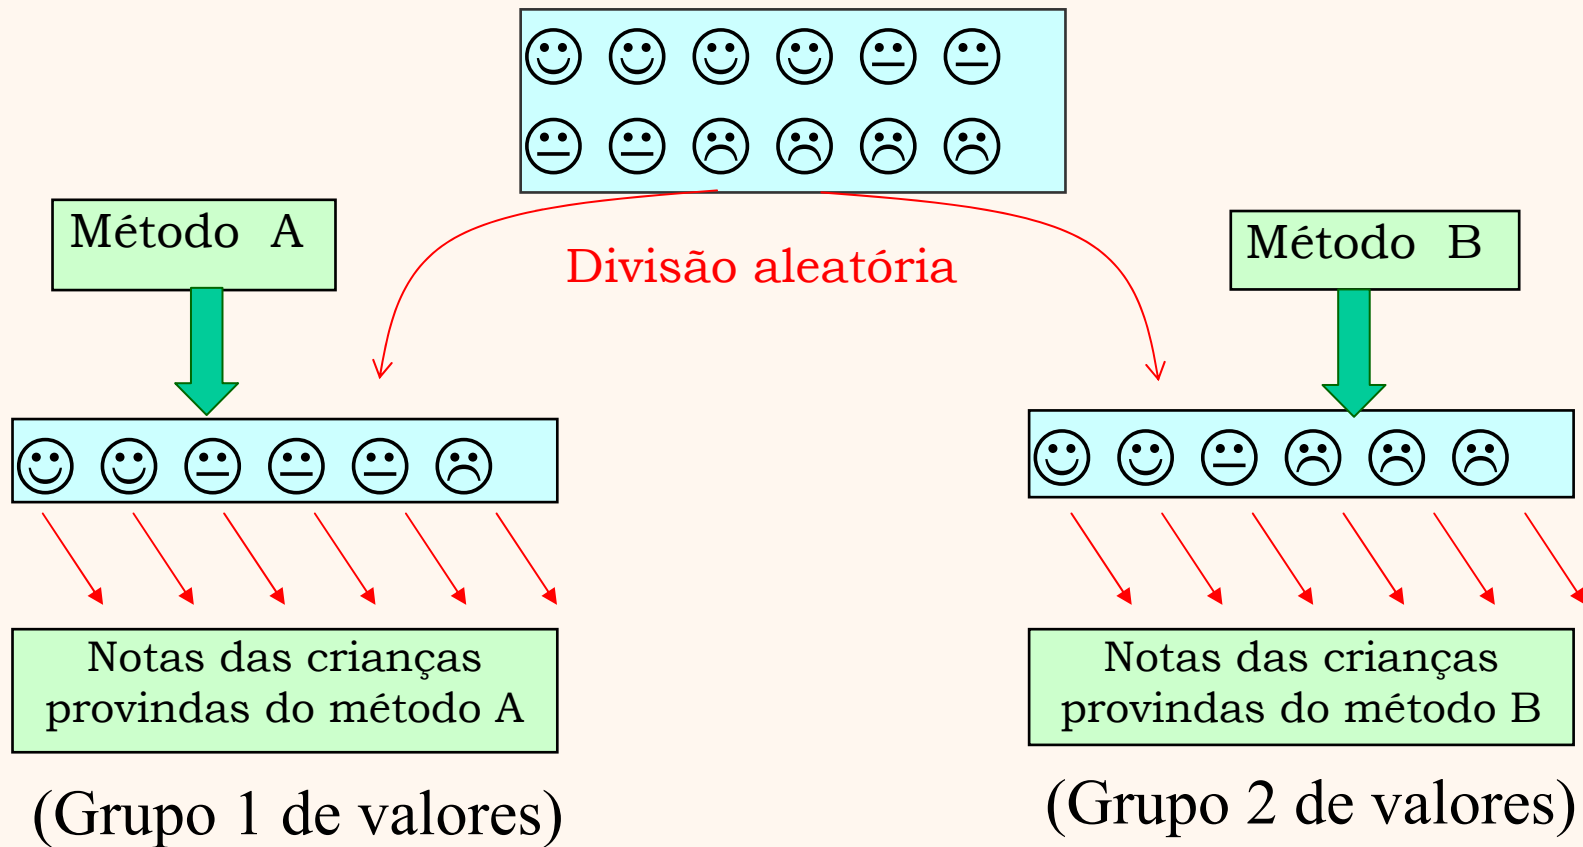 Método A
Divisão aleatória
Método B
Notas das crianças
provindas do método A
Notas das crianças
provindas do método B
(Grupo 1 de valores)
(Grupo 2 de valores)